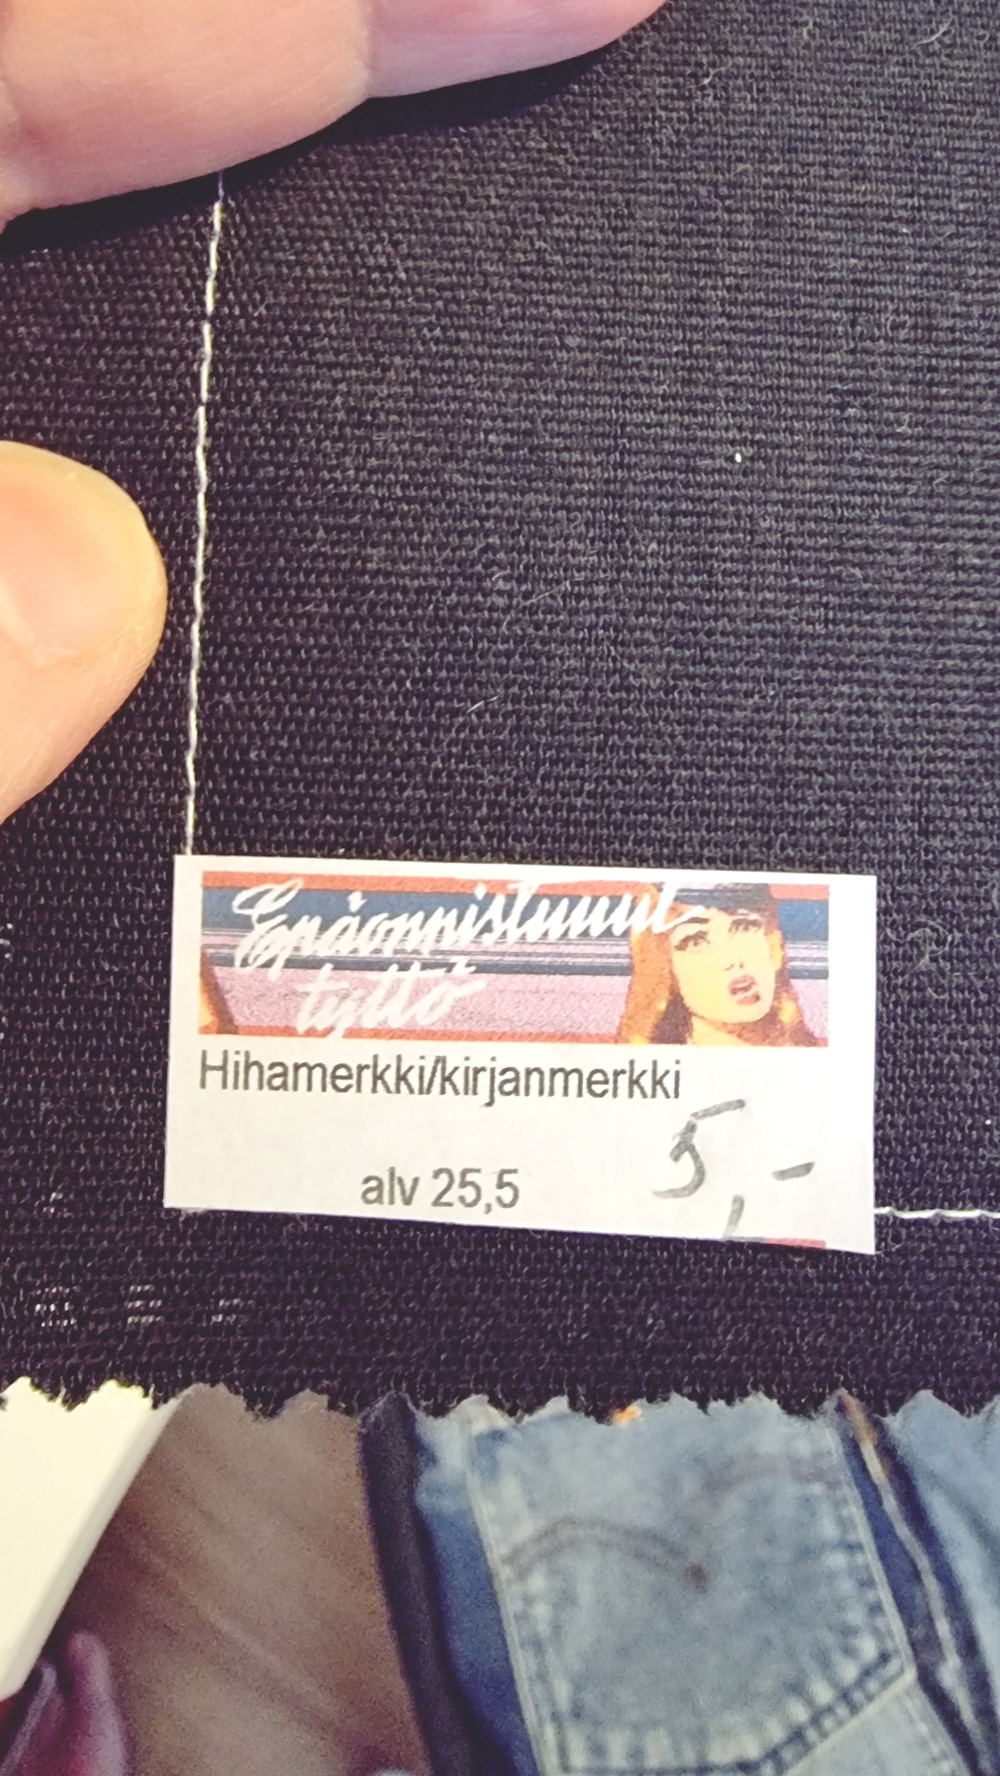 Epäonnistunut
tyttö
Hihamerkki/kirjanmerkki
5,-
alv 25,5